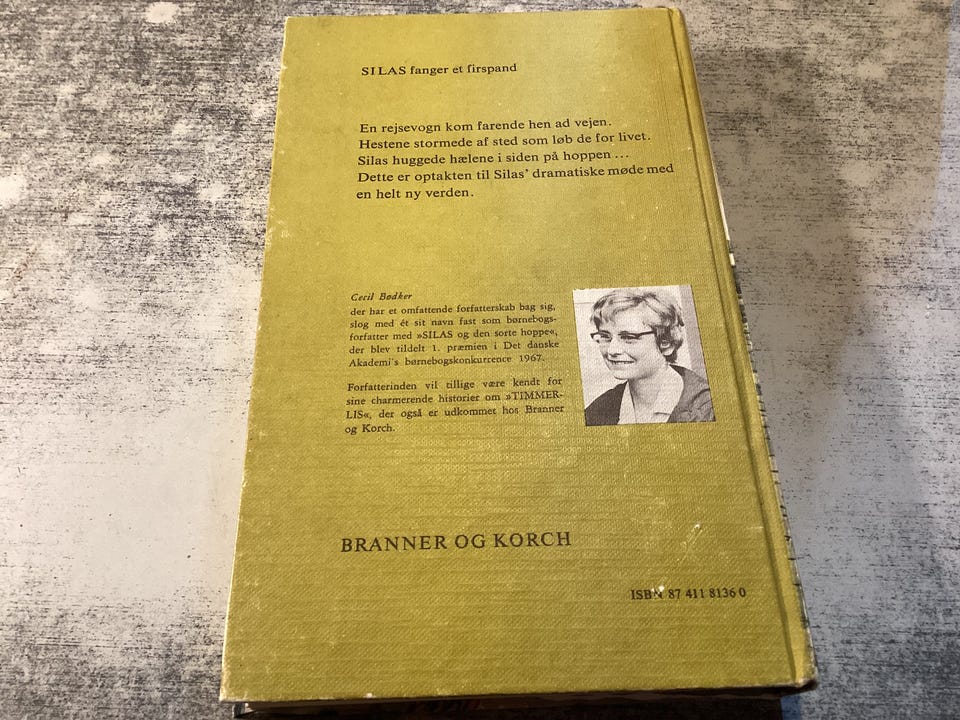 SILAS fanger et firspand
En rejsevogn kom farende hen ad vejen.
Hestene stormede af sted som løb de for livet.
Silas huggede hælene i siden på hoppen...
Dette er optakten til Silas' dramatiske møde med
en helt ny verden.
Cecil Bødker
der har et omfattende forfatterskab bag sig,
slog med ét sit navn fast som børnebogs-
forfatter med »SILAS og den sorte hoppe«,
der blev tildelt 1. præmien i Det danske
Akademi's børnebogskonkurrence 1967.
Forfatterinden vil tillige være kendt for
sine charmerende historier om »TIMMER-
LIS«, der også er udkommet hos Branner
og Korch.
BRANNER OG KORCH
ISBN 87 411 8136 0